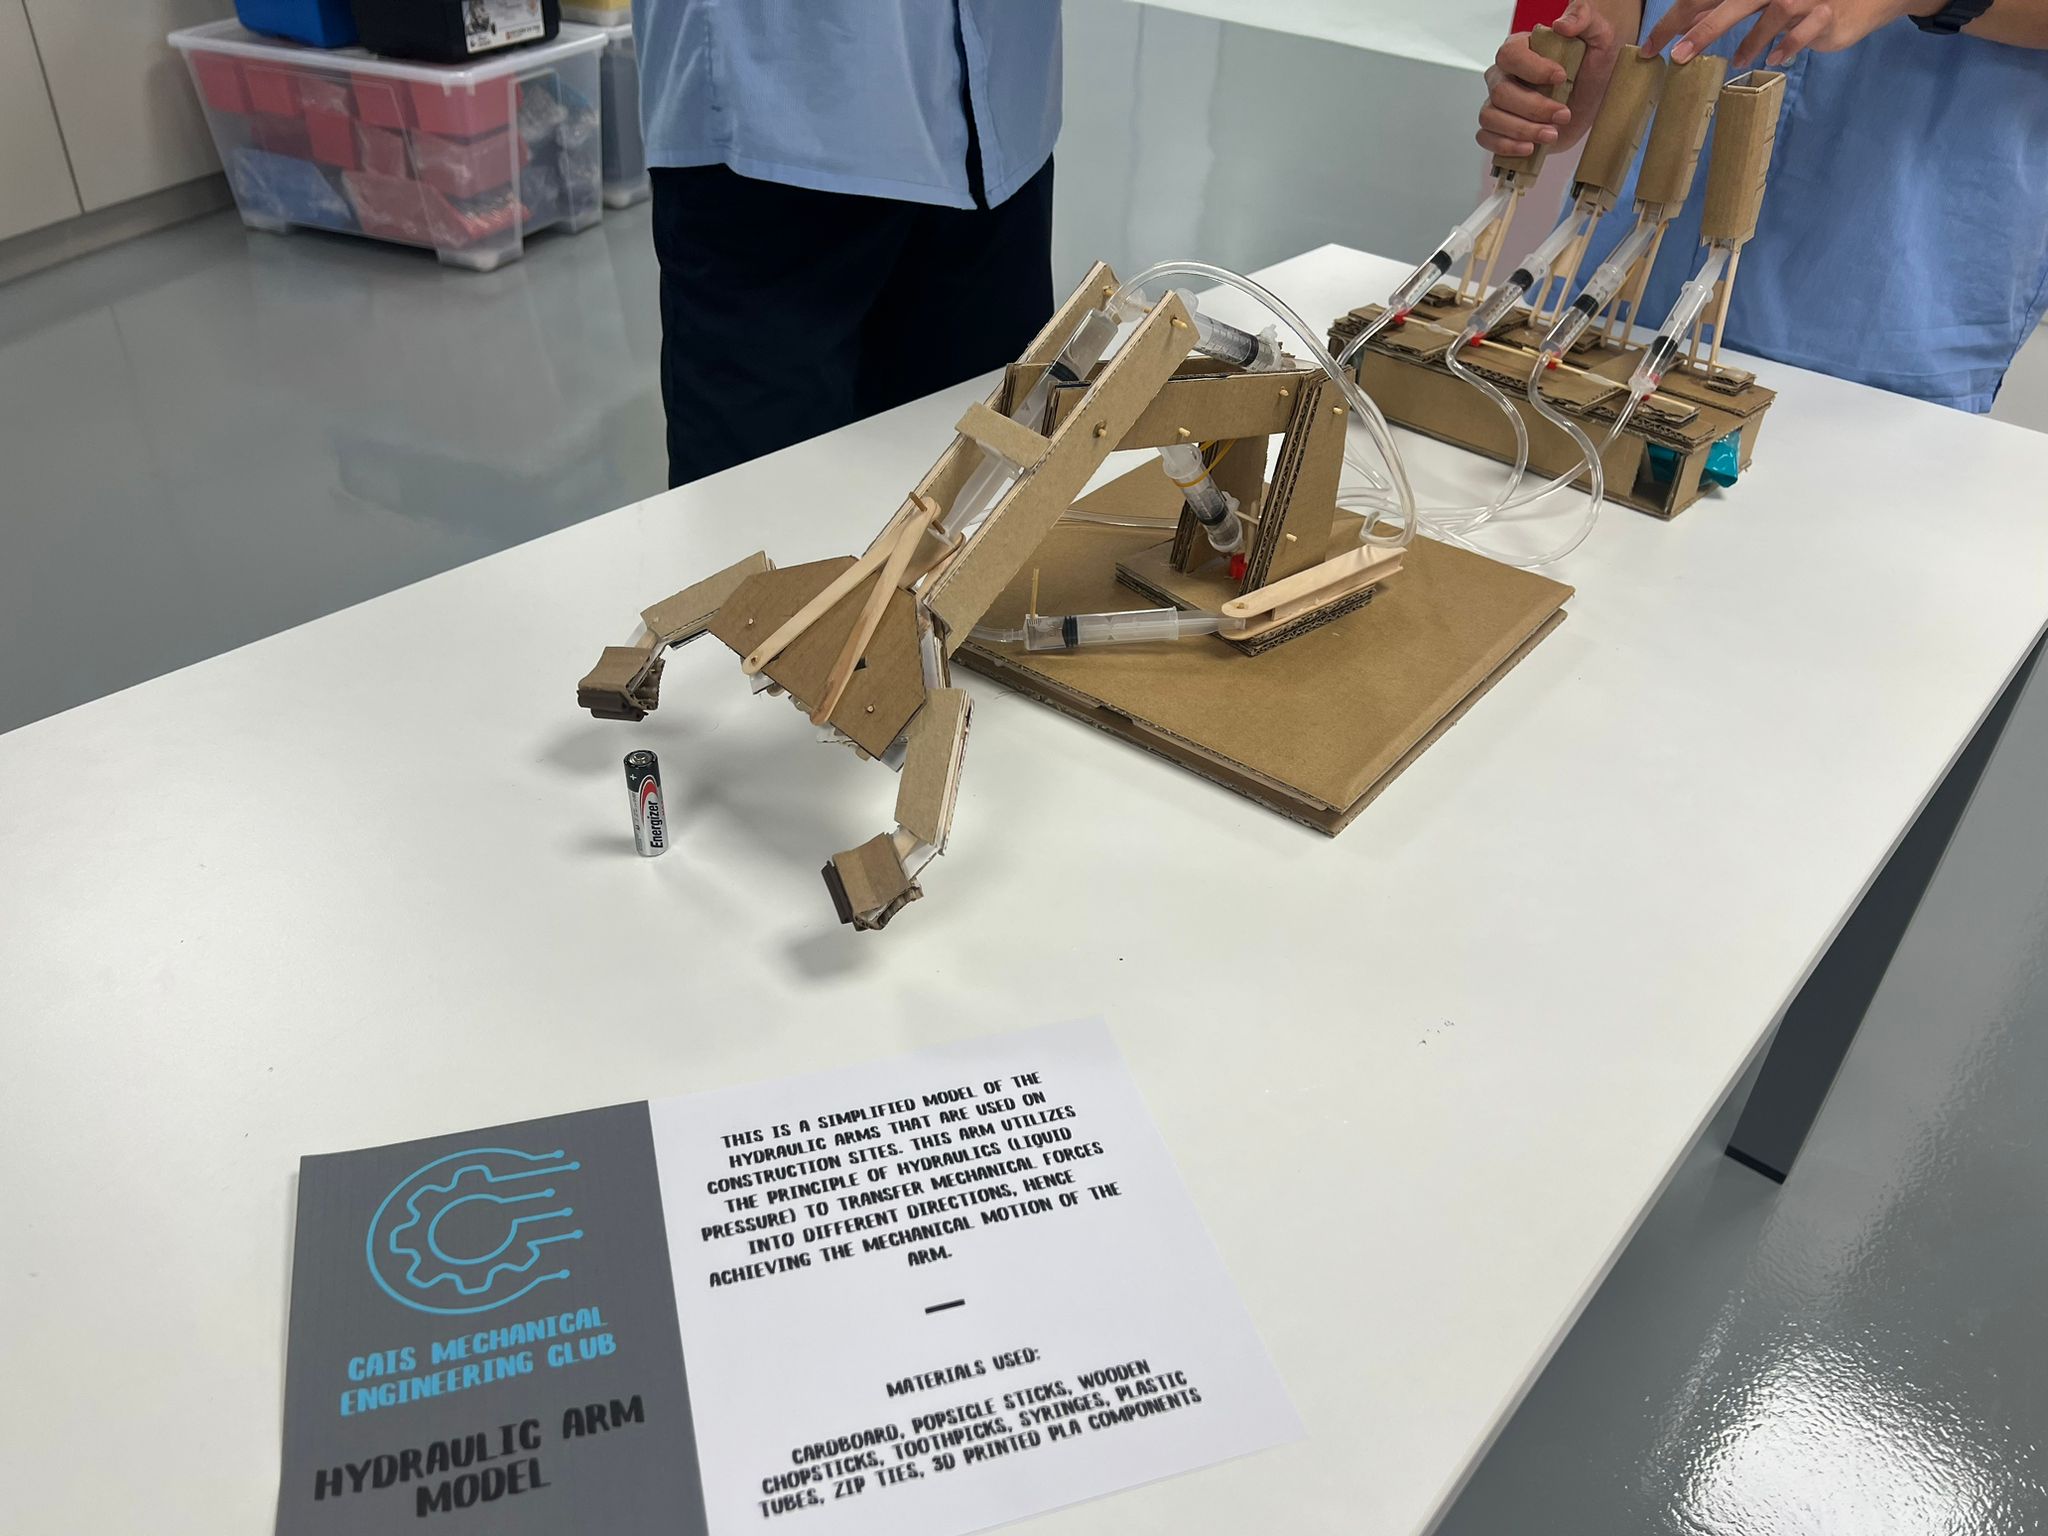 Energizer
CAIS MECHANICAL
ENGINEERING CLUB
HYDRAULIC ARM
MODEL
THIS IS A SIMPLIFIED MODEL OF THE
HYDRAULIC ARMS THAT ARE USED ON
CONSTRUCTION SITES. THIS ARM UTILIZES
THE PRINCIPLE OF HYDRAULICS (LIQUID
PRESSURE) TO TRANSFER MECHANICAL FORCES
INTO DIFFERENT DIRECTIONS, HENCE
ACHIEVING THE MECHANICAL MOTION OF THE
ARM.
MATERIALS USED:
CARDBOARD, POPSICLE STICKS, WOODEN
CHOPSTICKS, TOOTHPICKS, SYRINGES, PLASTIC
TUBES, ZIP TIES, 3D PRINTED PLA COMPONENTS